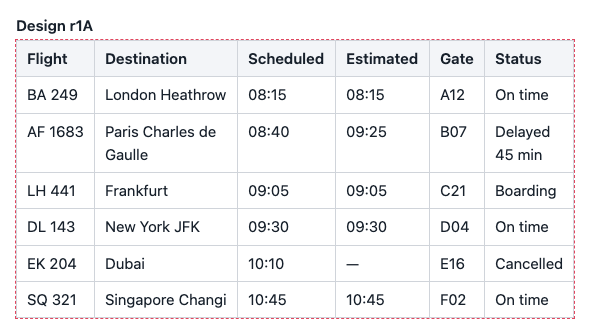 Design r1A
Flight Destination Scheduled Estimated Gate Status
BA 249 London Heathrow 08:15 08:15 A12 On time
AF 1683 Paris Charles de 08:40 09:25 B07 Delayed
Gaulle 45 min
LH 441 Frankfurt 09:05 09:05 C21 Boarding
DL 143 New York JFK 09:30 09:30 D04 On time
EK 204 Dubai 10:10 — E16 Cancelled
SQ 321 Singapore Changi 10:45 10:45 F02 On time